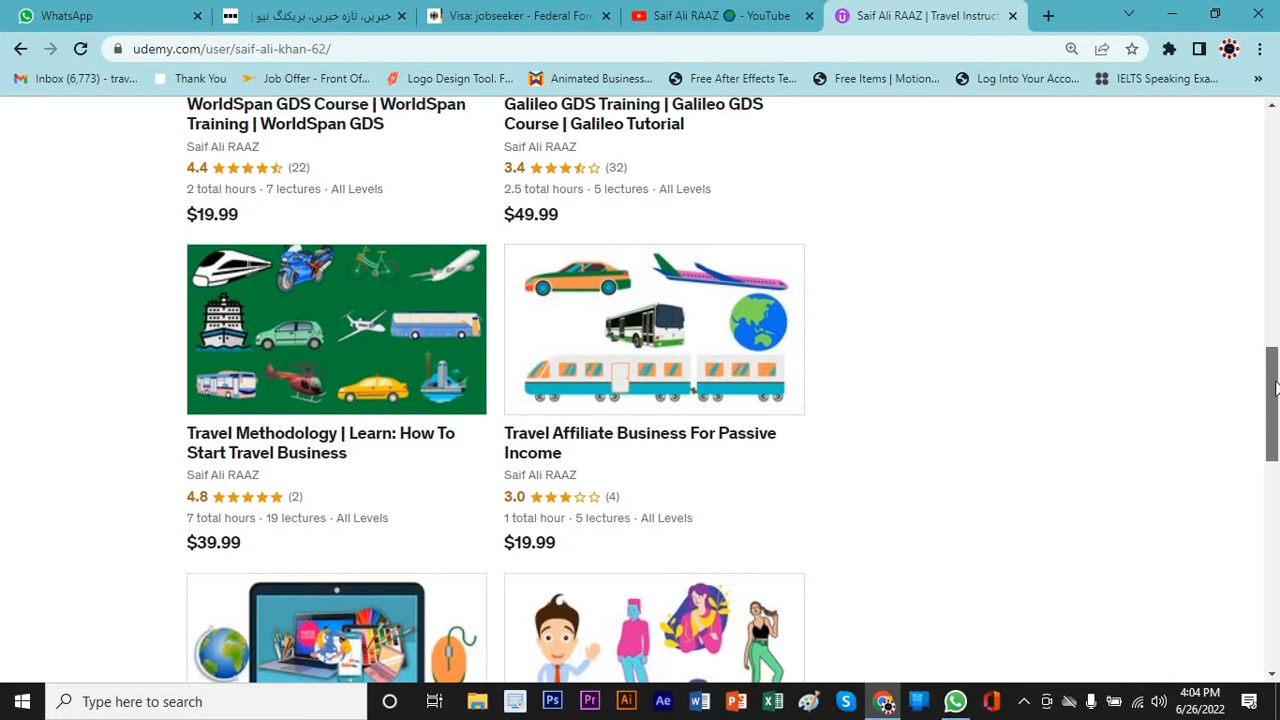 WhatsApp
خبریں، تازہ خبریں، بریکنگ نیو |
Visa: jobseeker - Federal Fore
Saif Ali RAAZ 🌍 - YouTube
Saif Ali RAAZ | Travel Instruct
udemy.com/user/saif-ali-khan-62/
Inbox (6,773) - trav...
Thank You
Job Offer - Front Of...
Logo Design Tool. F...
Animated Business...
Free After Effects Te...
Free Items | Motion...
Log Into Your Acco...
IELTS Speaking Exa...
»
WorldSpan GDS Course | WorldSpan
Training | WorldSpan GDS
Saif Ali RAAZ
4.4 (22)
2 total hours · 7 lectures · All Levels
$19.99
Galileo GDS Training | Galileo GDS
Course | Galileo Tutorial
Saif Ali RAAZ
3.4 (32)
2.5 total hours · 5 lectures · All Levels
$49.99
Travel Methodology | Learn: How To
Start Travel Business
Saif Ali RAAZ
4.8 (2)
7 total hours · 19 lectures · All Levels
$39.99
Travel Affiliate Business For Passive
Income
Saif Ali RAAZ
3.0 (4)
1 total hour · 5 lectures · All Levels
$19.99
Type here to search
Ps
Pr
Ai
Ae
4:04 PM
6/26/2022